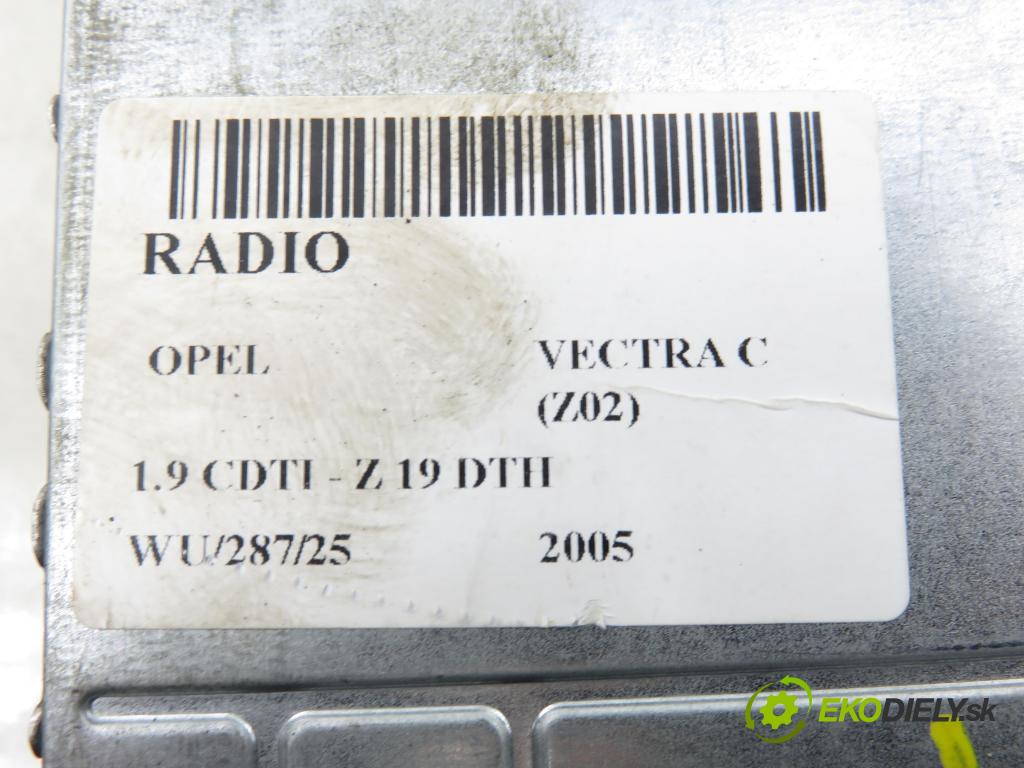 RADIO
OPEL VECTRA C
(Z02)
1.9 CDTI - Z 19 DTH
WU/287/25 2005
EKODIELY.sk